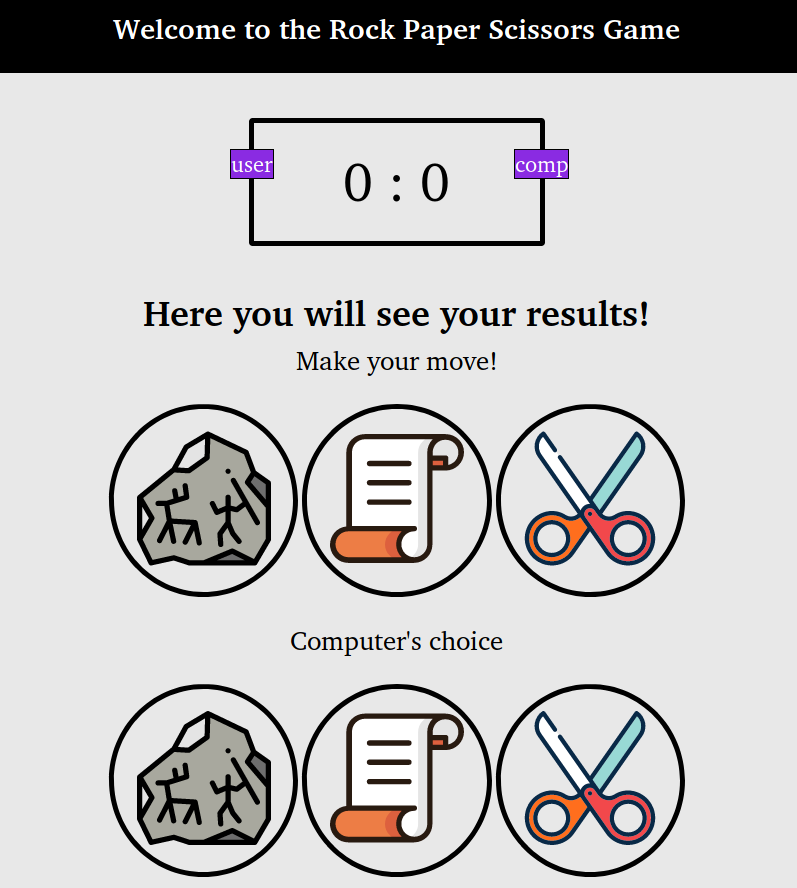 Welcome to the Rock Paper Scissors Game
user 0 : 0 comp
Here you will see your results!
Make your move!
Computer's choice